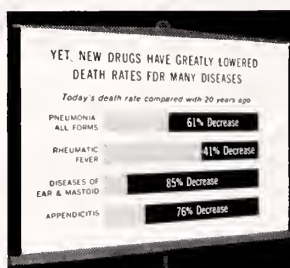 YET, NEW DRUGS HAVE GREATLY LOWERED
DEATH RATES FOR MANY DISEASES
Today's death rate compared with 20 years ago
PNEUMONIA
ALL FORMS
61% Decrease
RHEUMATIC
FEVER
41% Decrease
DISEASES OF
EAR & MASTOID
85% Decrease
APPENDICITIS
76% Decrease